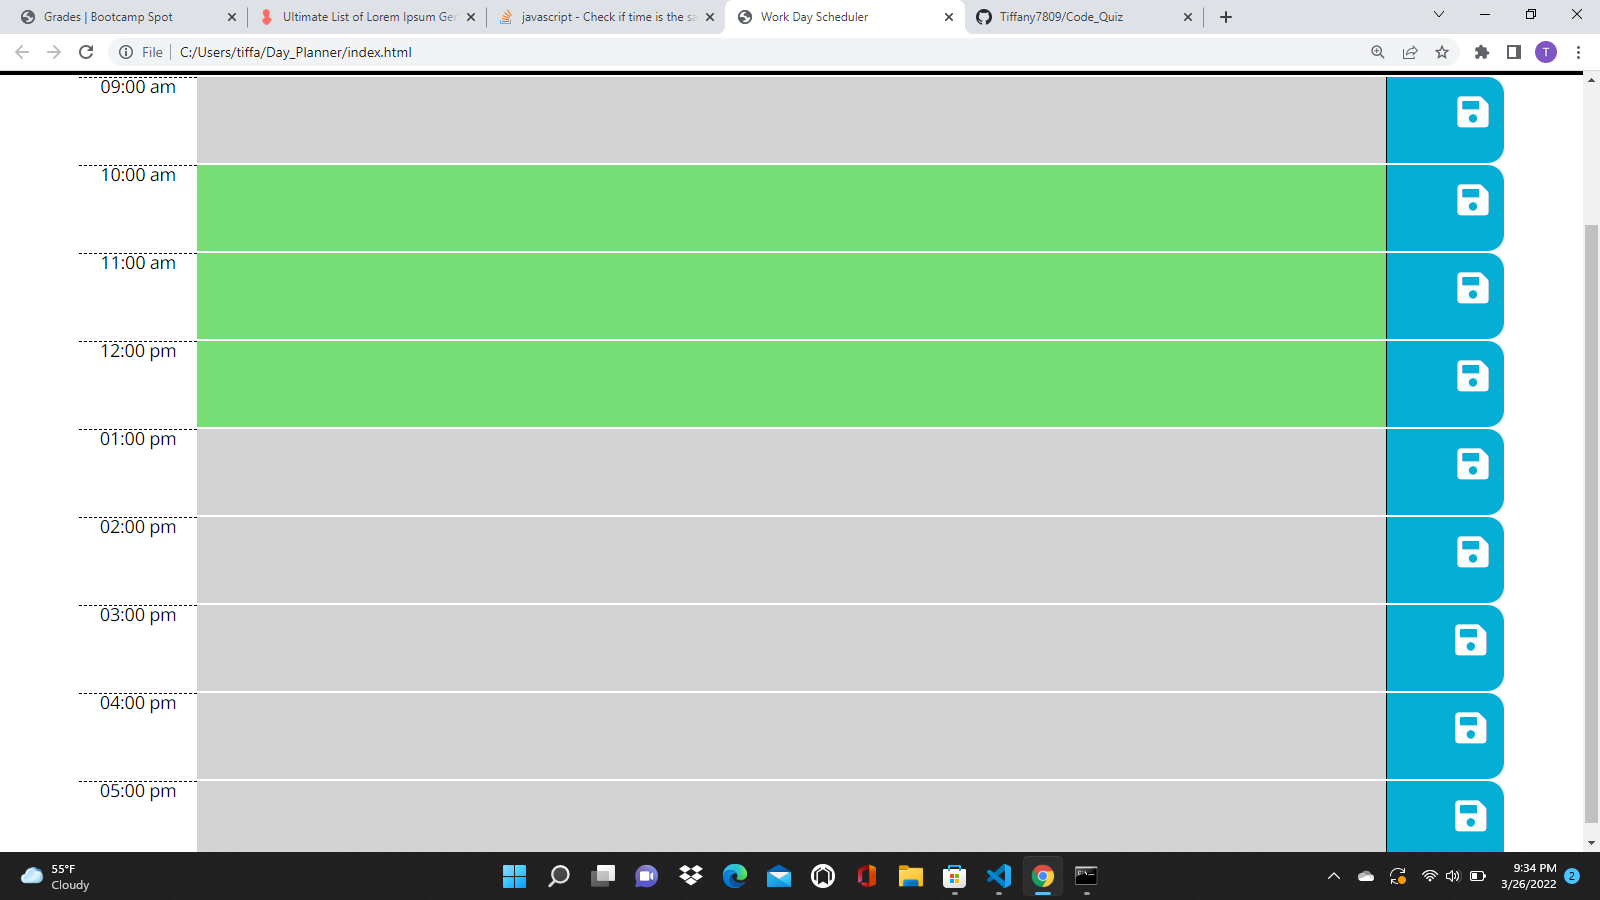 Grades | Bootcamp Spot
Ultimate List of Lorem Ipsum Ger
javascript - Check if time is the sa
Work Day Scheduler
Tiffany7809/Code_Quiz
File
C:/Users/tiffa/Day_Planner/index.html
T
09:00 am
10:00 am
11:00 am
12:00 pm
01:00 pm
02:00 pm
03:00 pm
04:00 pm
05:00 pm
55°F
Cloudy
9:34 PM
3/26/2022
2